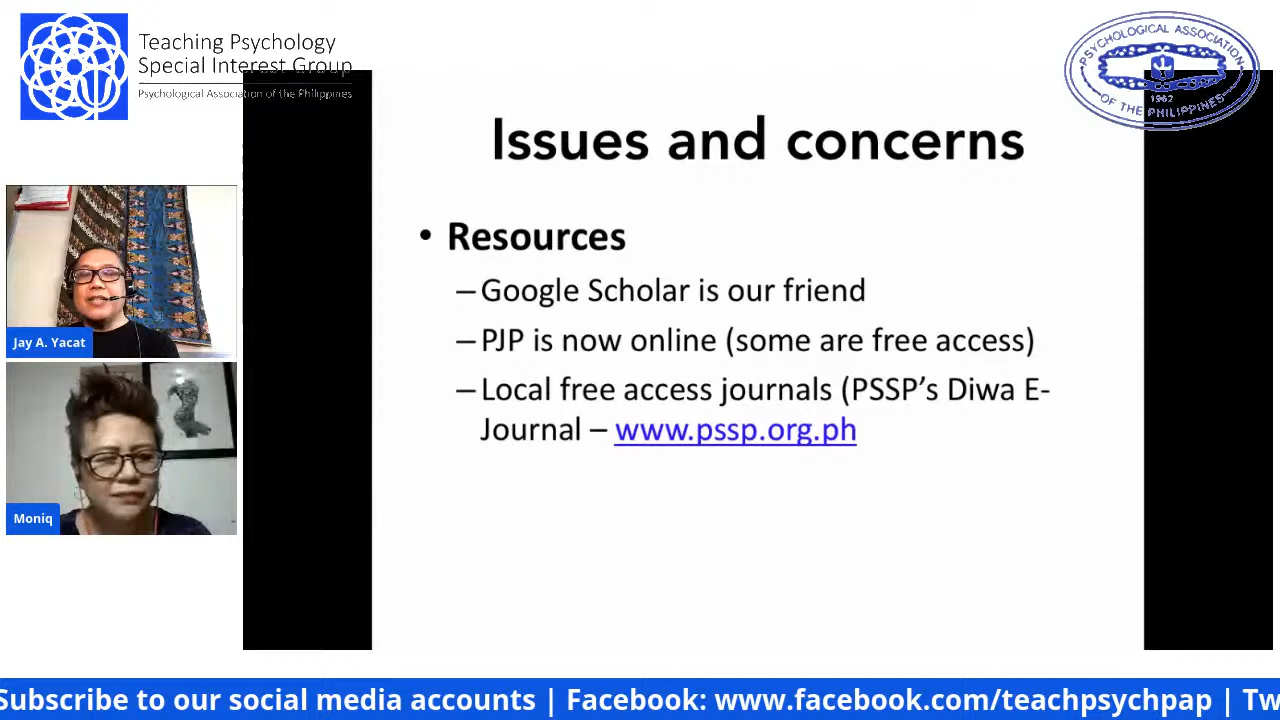 Teaching Psychology
Special Interest Group
Psychological Association of the Philippines
PSYCHOLOGICAL ASSOCIATION
1962
OF THE PHILIPPINES
Issues and concerns
• Resources
–Google Scholar is our friend
–PJP is now online (some are free access)
–Local free access journals (PSSP’s Diwa E-
Journal – www.pssp.org.ph
Jay A. Yacat
Moniq
Subscribe to our social media accounts | Facebook: www.facebook.com/teachpsychpap | Tw